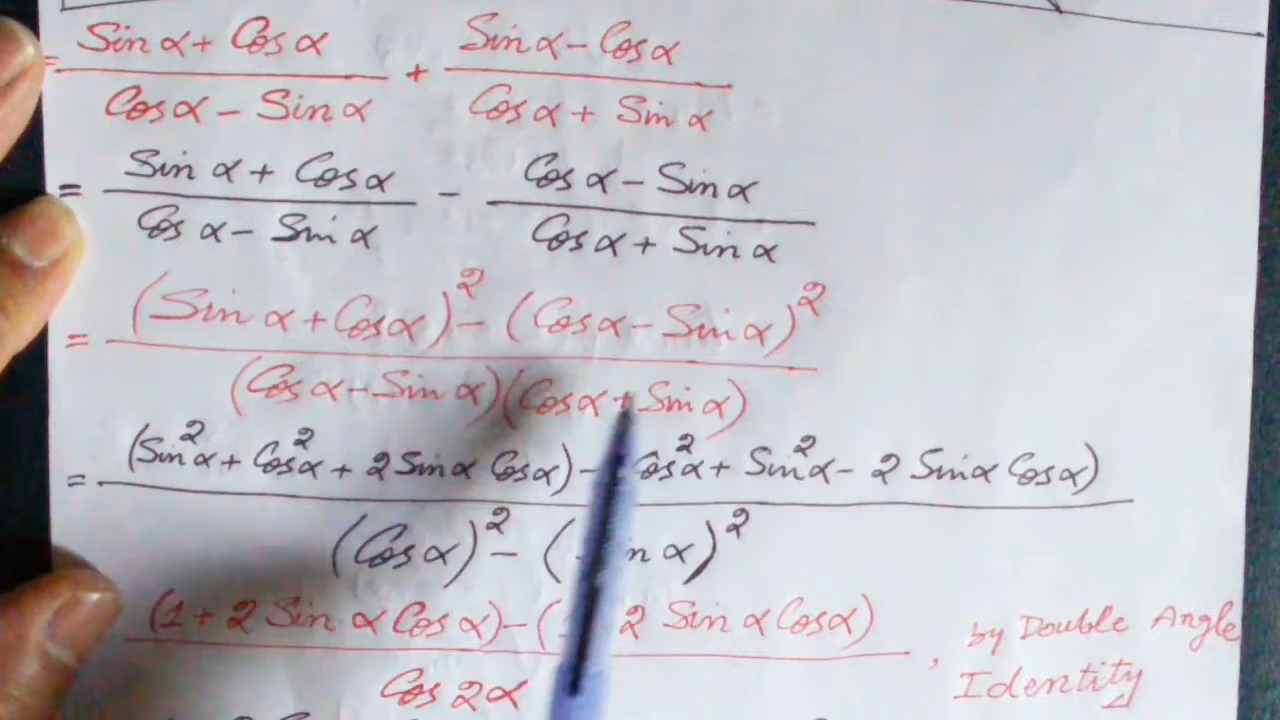 = (Sin α + Cos α)/(Cos α − Sin α) + (Sin α − Cos α)/(Cos α + Sin α)
= (Sin α + Cos α)/(Cos α − Sin α) − (Cos α − Sin α)/(Cos α + Sin α)
= ((Sin α + Cos α)² − (Cos α − Sin α)²)/((Cos α − Sin α)(Cos α + Sin α))
= ((Sin²α + Cos²α + 2 Sin α Cos α) − Cos²α + Sin²α − 2 Sin α Cos α))/((Cos α)² − ( α)²)
(1 + 2 Sin α Cos α) − ( 2 Sin α Cos α)/Cos 2α , by Double Angle
Identity